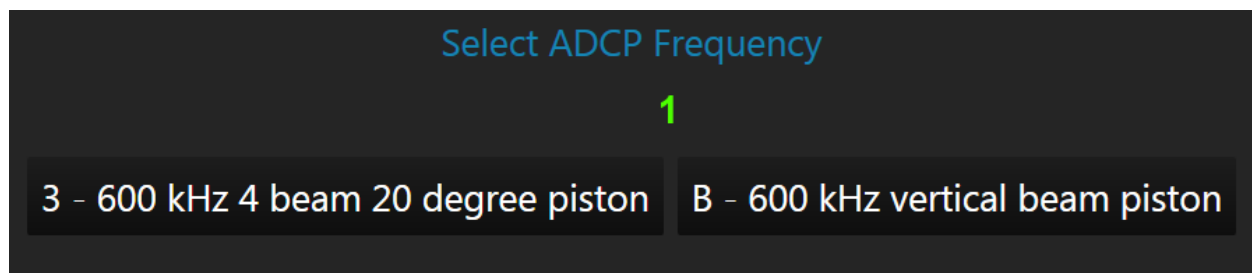 Select ADCP Frequency
1
3 - 600 kHz 4 beam 20 degree piston
B - 600 kHz vertical beam piston